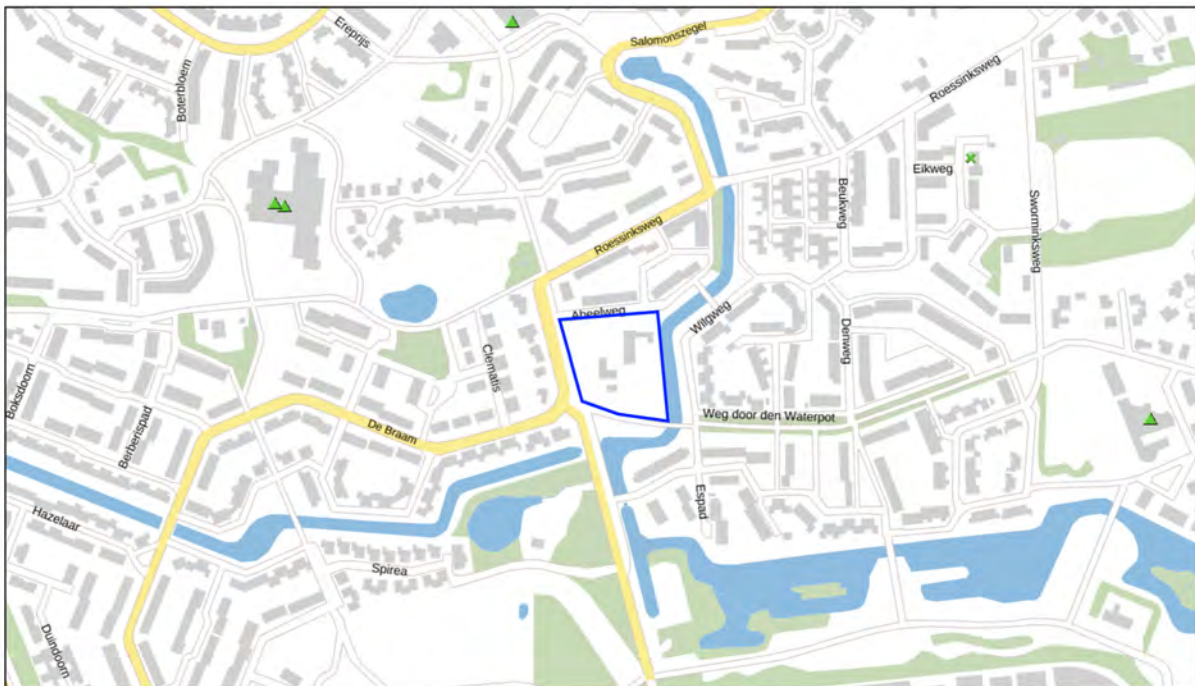 Salomonszegel
Ereprijs
Boterbloem
Roessinksweg
Eikweg
Beukweg
Sworminksweg
Roessinksweg
Abeelweg
Wilgweg
Denweg
Clematis
Boksdoorn
Berberispad
De Braam
Weg door den Waterpot
Espad
Hazelaar
Spirea
Duindoorn